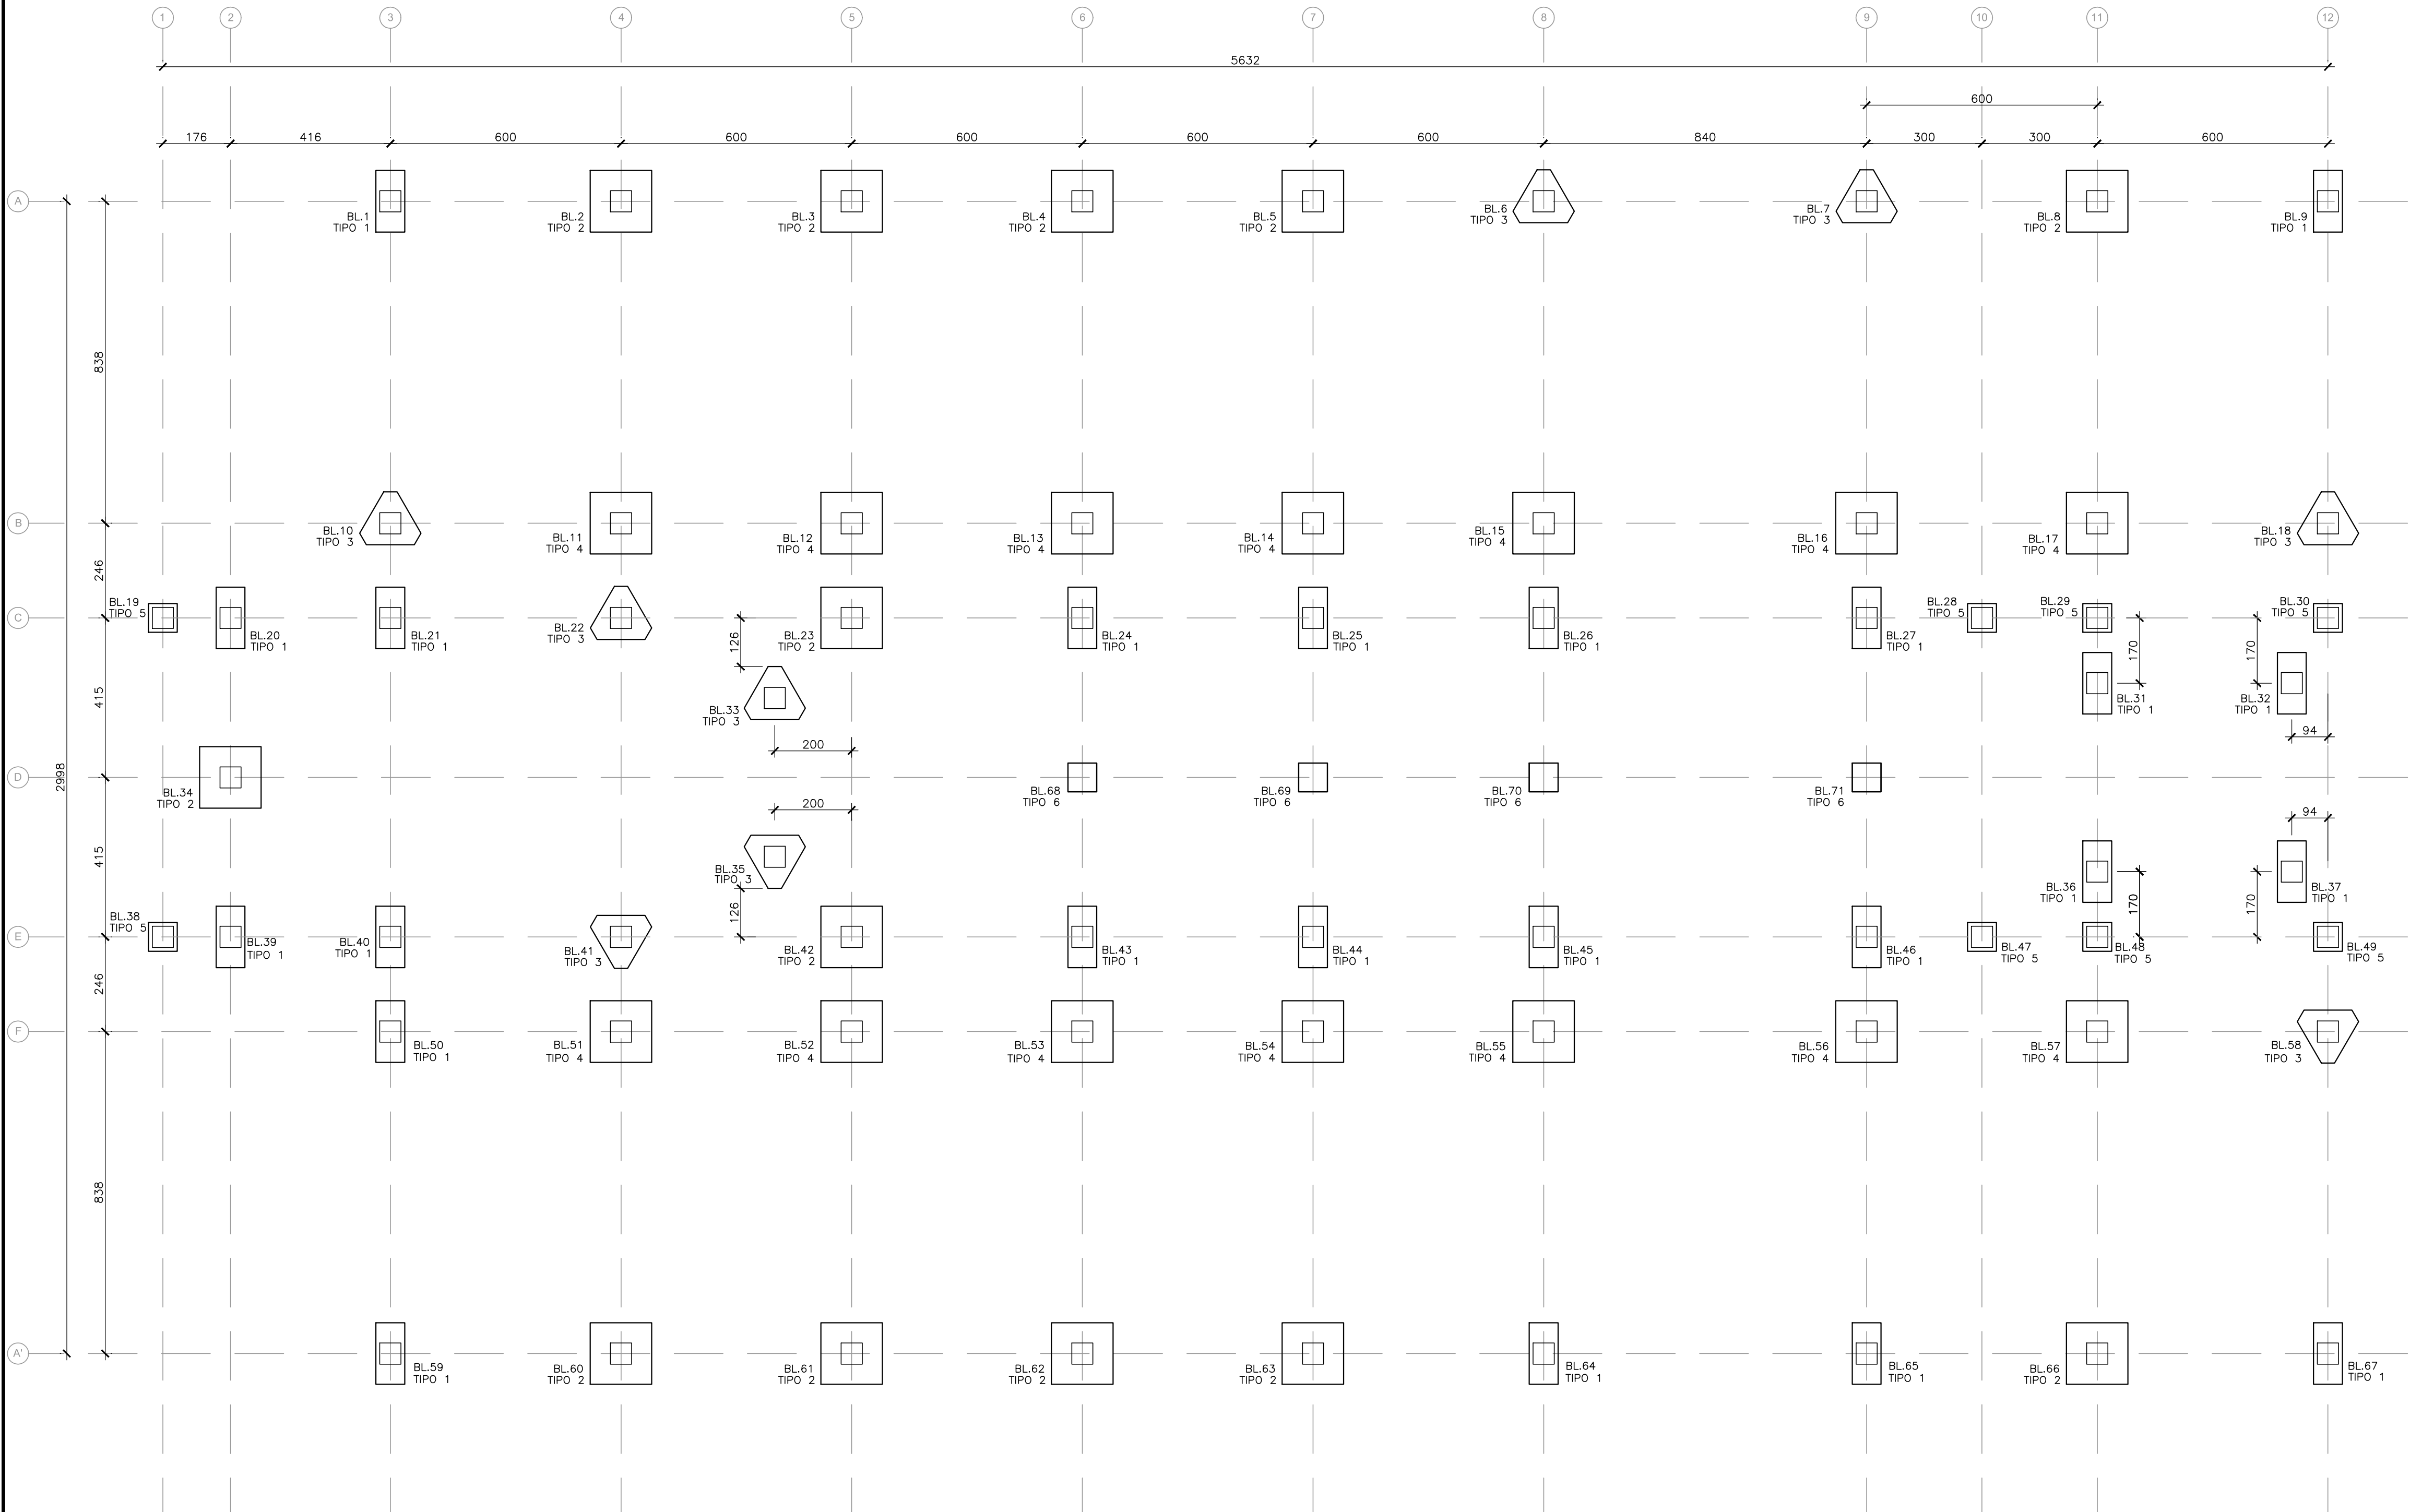 1
2
3
4
5
6
7
8
9
10
11
12
5632
600
176
416
600
600
600
600
600
840
300
300
600
A
BL.1
TIPO 1
BL.2
TIPO 2
BL.3
TIPO 2
BL.4
TIPO 2
BL.5
TIPO 2
BL.6
TIPO 3
BL.7
TIPO 3
BL.8
TIPO 2
BL.9
TIPO 1
838
B
BL.10
TIPO 3
BL.11
TIPO 4
BL.12
TIPO 4
BL.13
TIPO 4
BL.14
TIPO 4
BL.15
TIPO 4
BL.16
TIPO 4
BL.17
TIPO 4
BL.18
TIPO 3
246
C
BL.19
TIPO 5
BL.20
TIPO 1
BL.21
TIPO 1
BL.22
TIPO 3
126
BL.23
TIPO 2
BL.24
TIPO 1
BL.25
TIPO 1
BL.26
TIPO 1
BL.27
TIPO 1
BL.28
TIPO 5
BL.29
TIPO 5
BL.30
TIPO 5
170
170
BL.31
TIPO 1
BL.32
TIPO 1
415
BL.33
TIPO 3
200
94
D
2998
BL.34
TIPO 2
BL.68
TIPO 6
BL.69
TIPO 6
BL.70
TIPO 6
BL.71
TIPO 6
200
94
415
BL.35
TIPO 3
126
BL.36
TIPO 1
170
170
BL.37
TIPO 1
E
BL.38
TIPO 5
BL.39
TIPO 1
BL.40
TIPO 1
BL.41
TIPO 3
BL.42
TIPO 2
BL.43
TIPO 1
BL.44
TIPO 1
BL.45
TIPO 1
BL.46
TIPO 1
BL.47
TIPO 5
BL.48
TIPO 5
BL.49
TIPO 5
246
F
BL.50
TIPO 1
BL.51
TIPO 4
BL.52
TIPO 4
BL.53
TIPO 4
BL.54
TIPO 4
BL.55
TIPO 4
BL.56
TIPO 4
BL.57
TIPO 4
BL.58
TIPO 3
838
A'
BL.59
TIPO 1
BL.60
TIPO 2
BL.61
TIPO 2
BL.62
TIPO 2
BL.63
TIPO 2
BL.64
TIPO 1
BL.65
TIPO 1
BL.66
TIPO 2
BL.67
TIPO 1